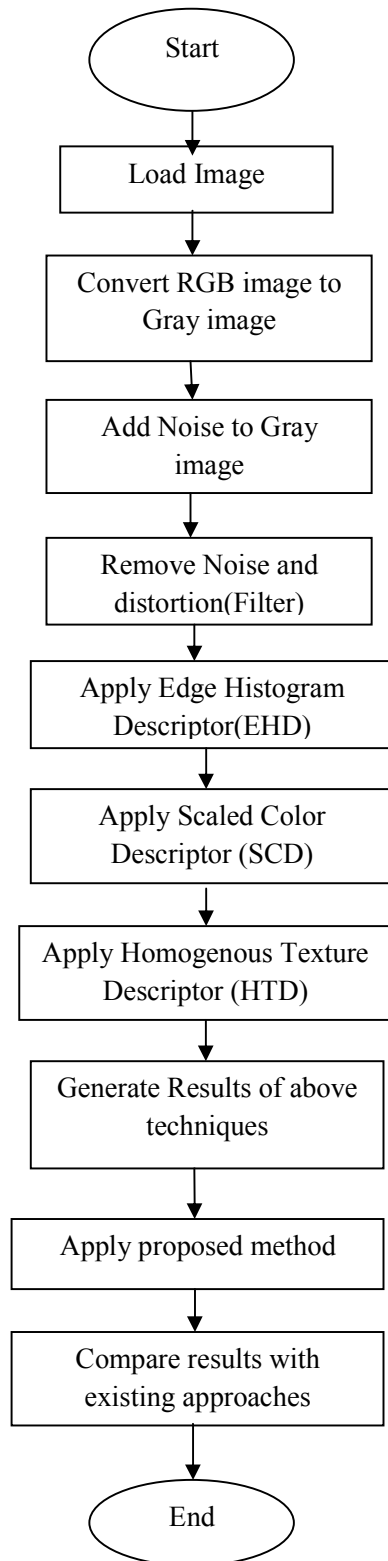 Start
Load Image
Convert RGB image to
Gray image
Add Noise to Gray
image
Remove Noise and
distortion(Filter)
Apply Edge Histogram
Descriptor(EHD)
Apply Scaled Color
Descriptor (SCD)
Apply Homogenous Texture
Descriptor (HTD)
Generate Results of above
techniques
Apply proposed method
Compare results with
existing approaches
End